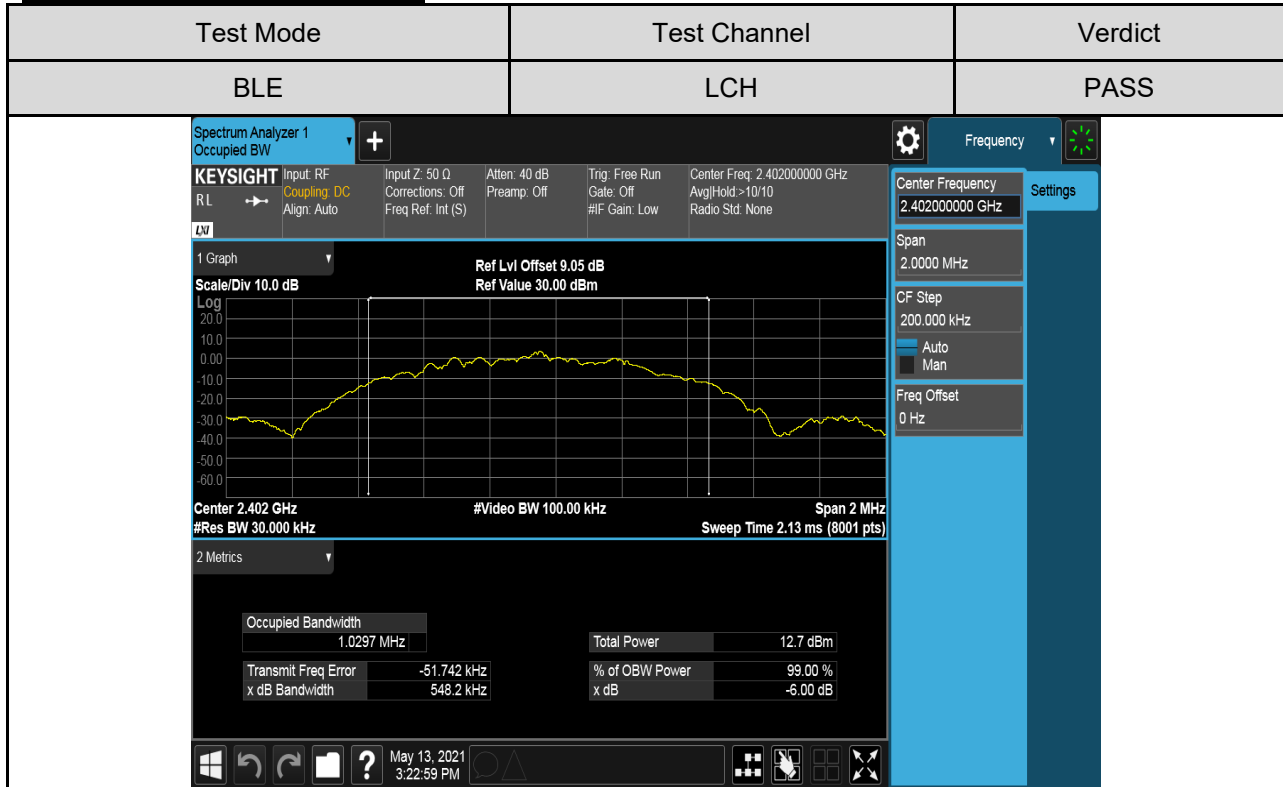 Test Mode
Test Channel
Verdict
BLE
LCH
PASS
Spectrum Analyzer 1
Occupied BW
Frequency
KEYSIGHT
RL
LXI
Input: RF
Coupling: DC
Align: Auto
Input Z: 50 Ω
Corrections: Off
Freq Ref: Int (S)
Atten: 40 dB
Preamp: Off
Trig: Free Run
Gate: Off
#IF Gain: Low
Center Freq: 2.402000000 GHz
Avg|Hold:>10/10
Radio Std: None
Center Frequency
2.402000000 GHz
Settings
Span
2.0000 MHz
CF Step
200.000 kHz
Auto
Man
Freq Offset
0 Hz
1 Graph
Scale/Div 10.0 dB
Ref Lvl Offset 9.05 dB
Ref Value 30.00 dBm
Log
20.0
10.0
0.00
-10.0
-20.0
-30.0
-40.0
-50.0
-60.0
Center 2.402 GHz
#Video BW 100.00 kHz
Span 2 MHz
#Res BW 30.000 kHz
Sweep Time 2.13 ms (8001 pts)
2 Metrics
Occupied Bandwidth
1.0297 MHz
Total Power 12.7 dBm
Transmit Freq Error -51.742 kHz
% of OBW Power 99.00 %
x dB Bandwidth 548.2 kHz
x dB -6.00 dB
?
May 13, 2021
3:22:59 PM